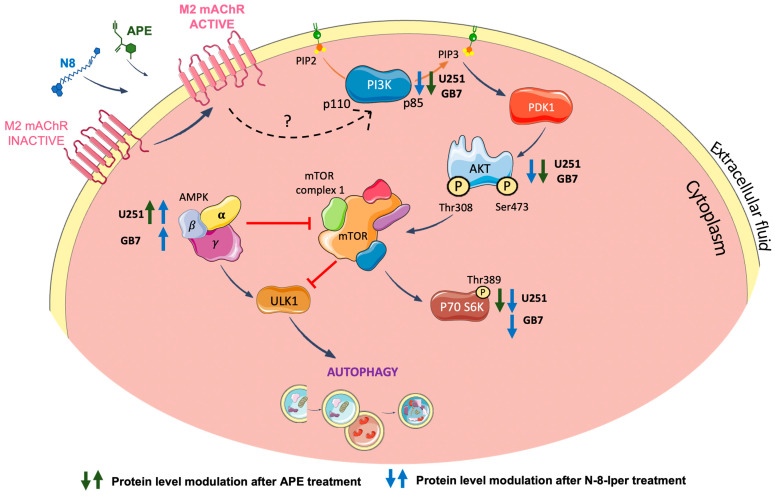 M2 mAChR
ACTIVE
APE
N8
M2 mAChR
INACTIVE
PIP2
PIP3
PI3K
p110
p85
U251
GB7
PDK1
?
AKT
U251
GB7
P
P
Thr308
Ser473
Extracellular fluid
Cytoplasm
mTOR
complex 1
mTOR
AMPK
α
β
γ
U251
GB7
ULK1
Thr389
P
P70 S6K
U251
GB7
AUTOPHAGY
Protein level modulation after APE treatment
Protein level modulation after N-8-Iper treatment